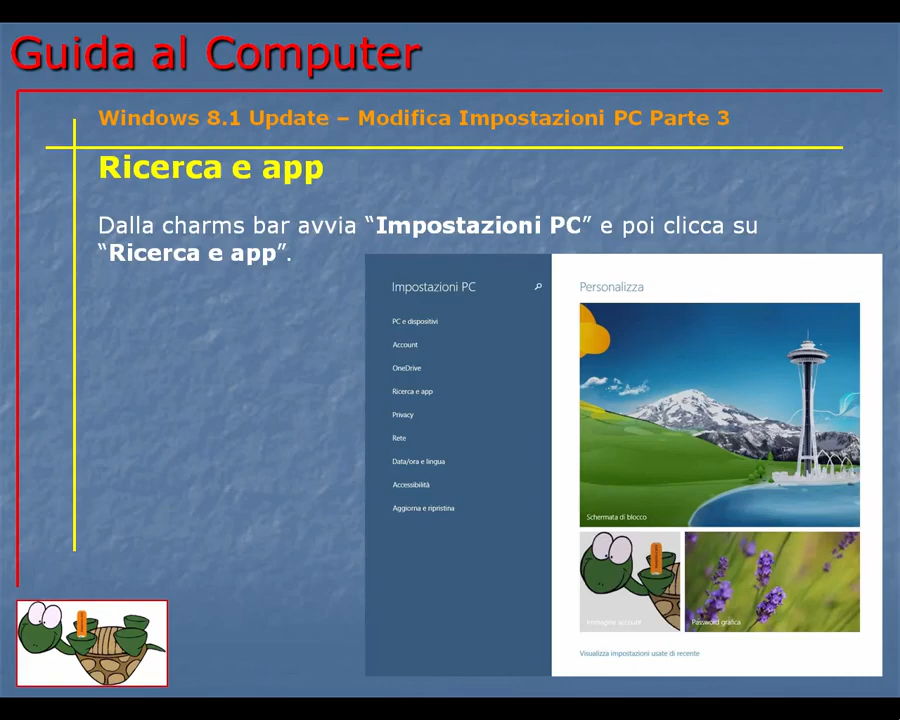 Guida al Computer
Windows 8.1 Update – Modifica Impostazioni PC Parte 3
Ricerca e app
Dalla charms bar avvia “Impostazioni PC” e poi clicca su
“Ricerca e app”.
Impostazioni PC
PC e dispositivi
Account
OneDrive
Ricerca e app
Privacy
Rete
Data/ora e lingua
Accessibilità
Aggiorna e ripristina
Personalizza
Schermata di blocco
Immagine account
Password grafica
Visualizza impostazioni usate di recente